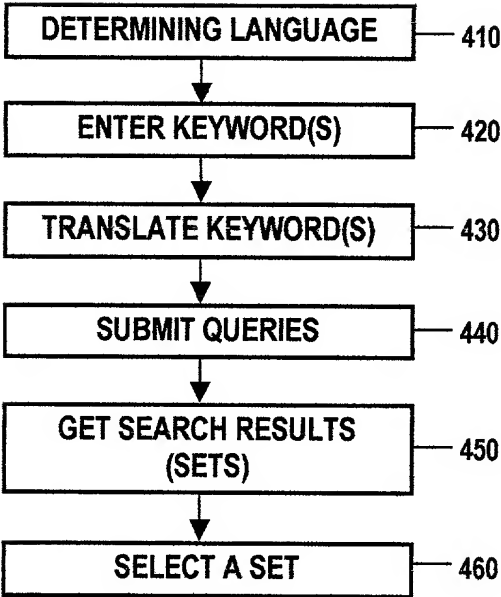 DETERMINING LANGUAGE 410
ENTER KEYWORD(S) 420
TRANSLATE KEYWORD(S) 430
SUBMIT QUERIES 440
GET SEARCH RESULTS
(SETS) 450
SELECT A SET 460